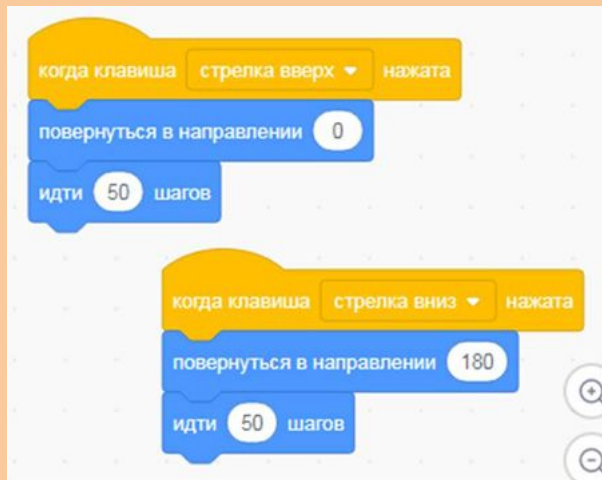 когда клавиша стрелка вверх нажата
повернуться в направлении 0
идти 50 шагов
когда клавиша стрелка вниз нажата
повернуться в направлении 180
идти 50 шагов